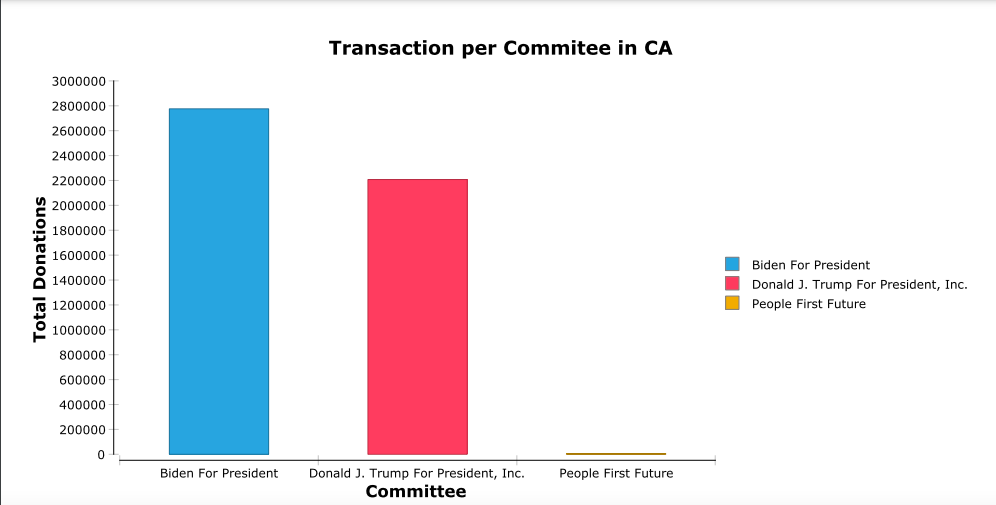 Transaction per Commitee in CA
3000000
2800000
2600000
2400000
2200000
2000000
1800000
1600000
1400000
1200000
1000000
800000
600000
400000
200000
0
Total Donations
Biden For President
Donald J. Trump For President, Inc.
People First Future
Committee
Biden For President
Donald J. Trump For President, Inc.
People First Future